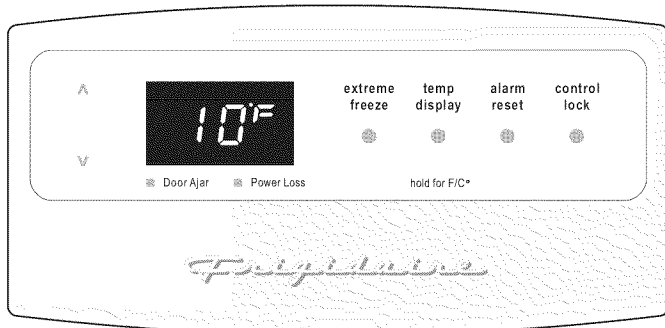 extreme freeze
temp display
alarm reset
control lock
10°F
Door Ajar
Power Loss
hold for F/C°
Frigidaire